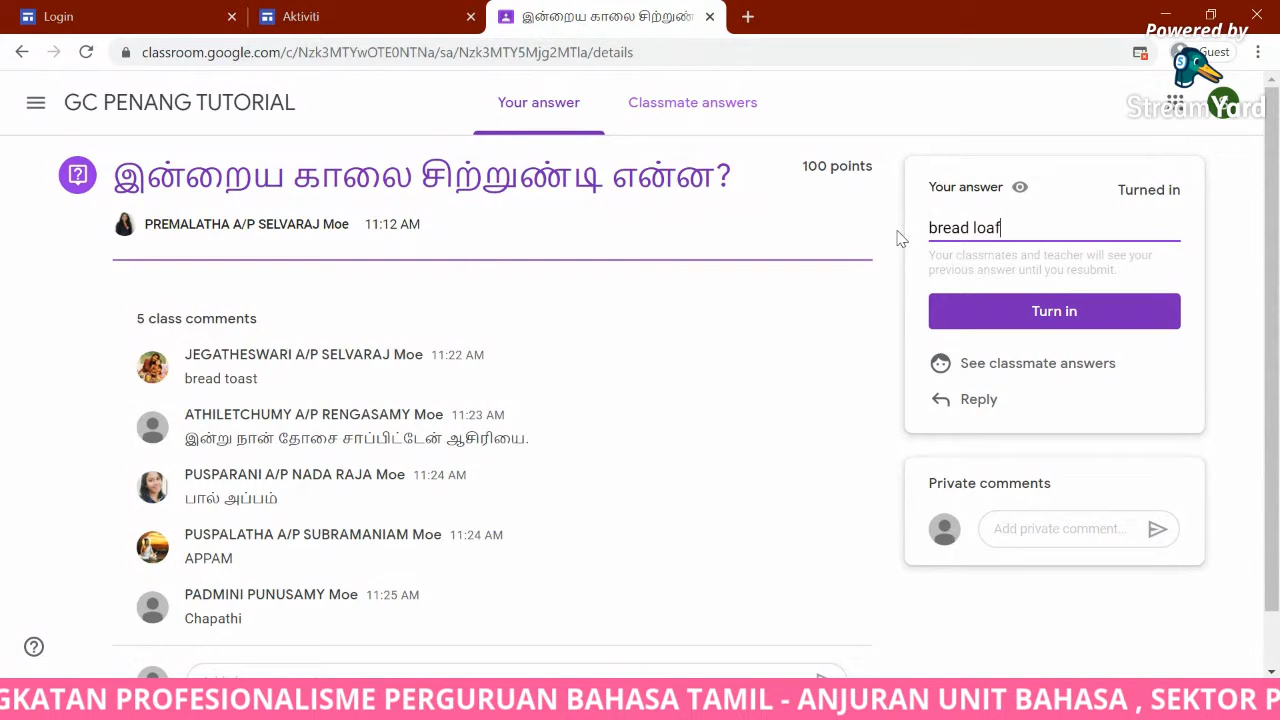 Login
Aktiviti
இன்றைய காலை சிற்றுண்
Powered by
classroom.google.com/c/Nzk3MTYwOTE0NTNa/sa/Nzk3MTY5Mjg2MTla/details
Guest
StreamYard
GC PENANG TUTORIAL
Your answer
Classmate answers
இன்றைய காலை சிற்றுண்டி என்ன?
100 points
PREMALATHA A/P SELVARAJ Moe 11:12 AM
Your answer
Turned in
bread loaf
Your classmates and teacher will see your
previous answer until you resubmit.
Turn in
See classmate answers
Reply
5 class comments
JEGATHESWARI A/P SELVARAJ Moe 11:22 AM
bread toast
ATHILETCHUMY A/P RENGASAMY Moe 11:23 AM
இன்று நான் தோசை சாப்பிட்டேன் ஆசிரியை.
PUSPARANI A/P NADA RAJA Moe 11:24 AM
பால் அப்பம்
PUSPALATHA A/P SUBRAMANIAM Moe 11:24 AM
APPAM
PADMINI PUNUSAMY Moe 11:25 AM
Chapathi
Private comments
Add private comment...
GKATAN PROFESIONALISME PERGURUAN BAHASA TAMIL - ANJURAN UNIT BAHASA , SEKTOR P